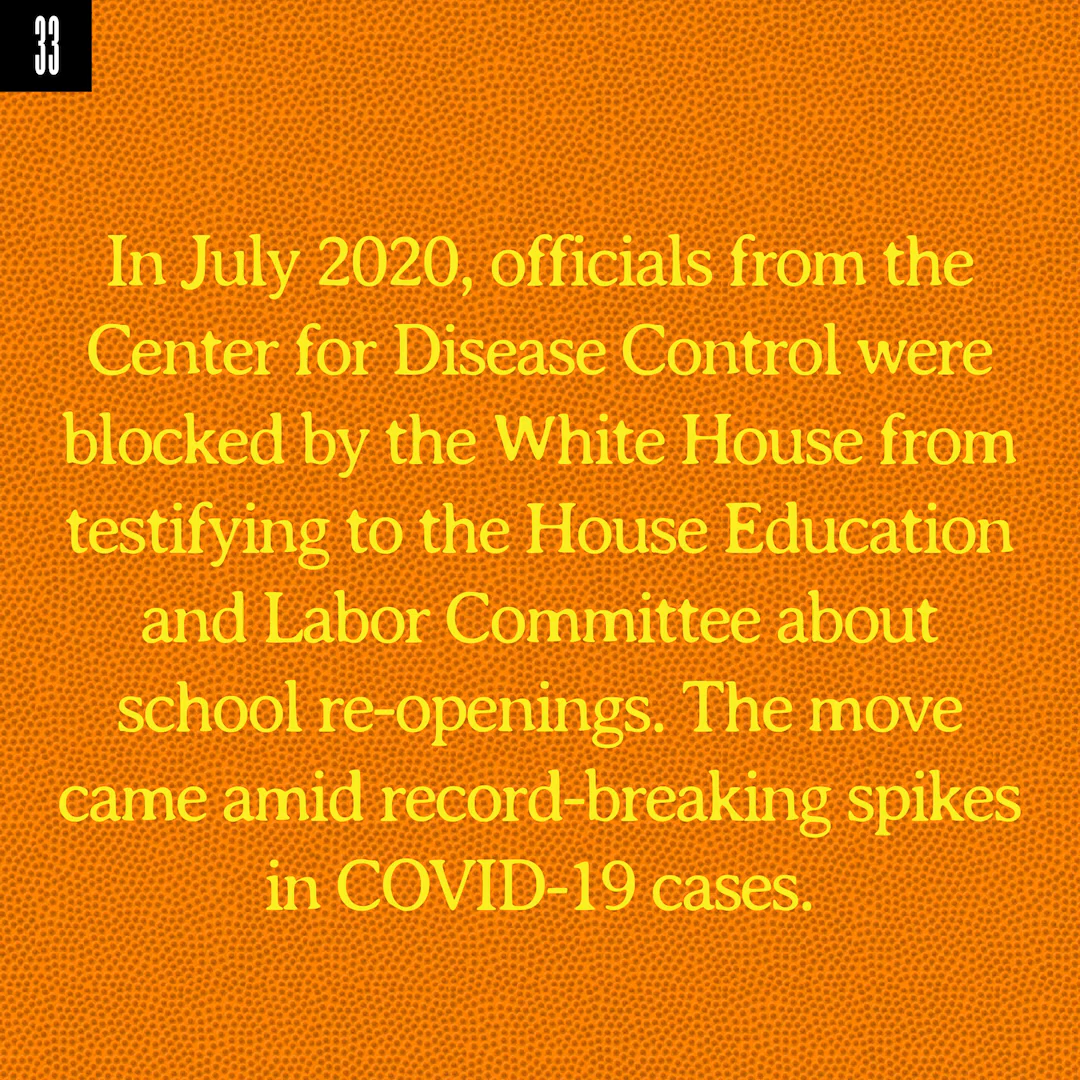 33
In July 2020, officials from the
Center for Disease Control were
blocked by the White House from
testifying to the House Education
and Labor Committee about
school re-openings. The move
came amid record-breaking spikes
in COVID-19 cases.